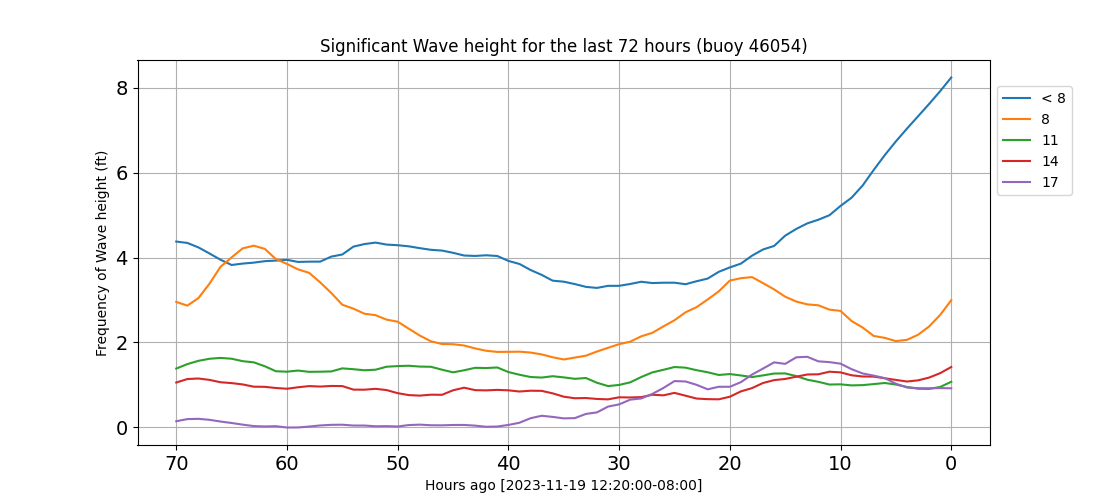 Significant Wave height for the last 72 hours (buoy 46054)
Frequency of Wave height (ft)
8
6
4
2
0
70 60 50 40 30 20 10 0
Hours ago [2023-11-19 12:20:00-08:00]
< 8
8
11
14
17